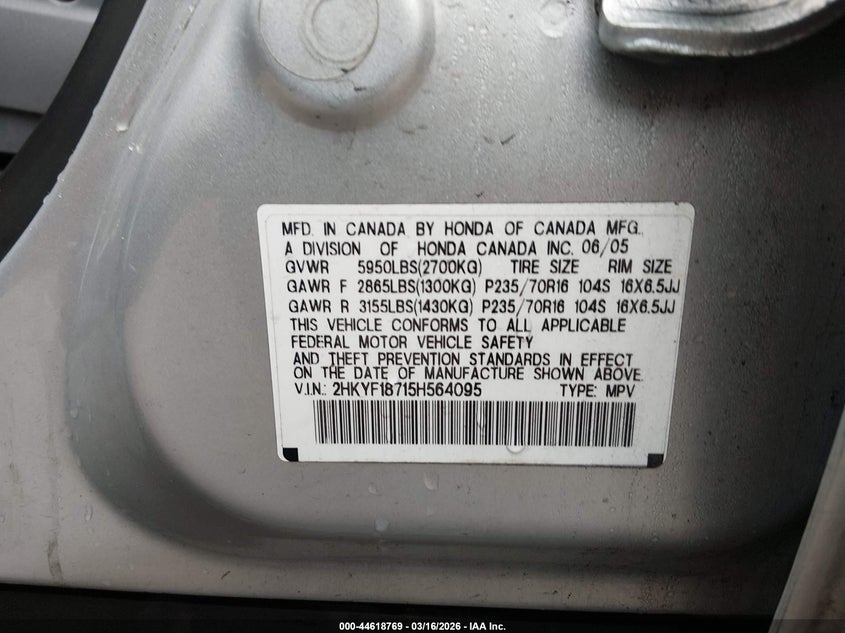 MFD. IN CANADA BY HONDA OF CANADA MFG.
A DIVISION OF HONDA CANADA INC. 06/05
GVWR 5950LBS(2700KG) TIRE SIZE RIM SIZE
GAWR F 2865LBS(1300KG) P235/70R16 104S 16X6.5JJ
GAWR R 3155LBS(1430KG) P235/70R16 104S 16X6.5JJ
THIS VEHICLE CONFORMS TO ALL APPLICABLE
FEDERAL MOTOR VEHICLE SAFETY
AND THEFT PREVENTION STANDARDS IN EFFECT
ON THE DATE OF MANUFACTURE SHOWN ABOVE.
V.I.N.: 2HKYF18715H564095 TYPE: MPV
000-44618769 - 03/16/2026 - IAA Inc.